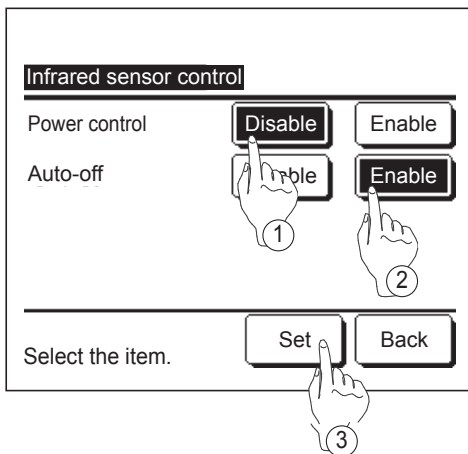 Infrared sensor control
Power control Disable Enable
Auto-off Enable
1
2
Select the item. Set Back
3